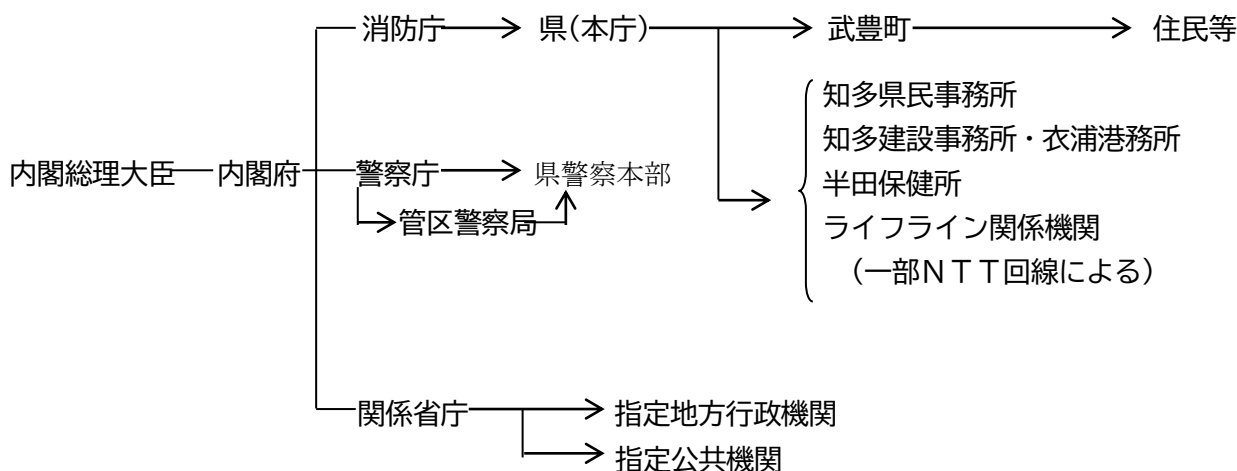 消防庁 県(本庁) 武豊町 住民等
知多県民事務所
知多建設事務所・衣浦港務所
内閣総理大臣 内閣府 警察庁 県警察本部
半田保健所
管区警察局
ライフライン関係機関
(一部NTT回線による)
関係省庁 指定地方行政機関
指定公共機関